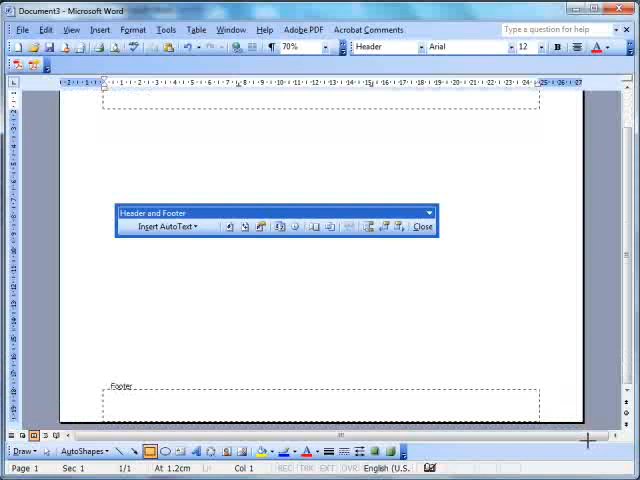 Document3 - Microsoft Word
File Edit View Insert Format Tools Table Window Help Adobe PDF Acrobat Comments Type a question for help
70% Header Arial 12 B A
Header and Footer
Insert AutoText Close
Footer
Draw AutoShapes A
Page 1 Sec 1 1/1 At 1.2cm Ln Col 1 REC TRK EXT OVR English (U.S.